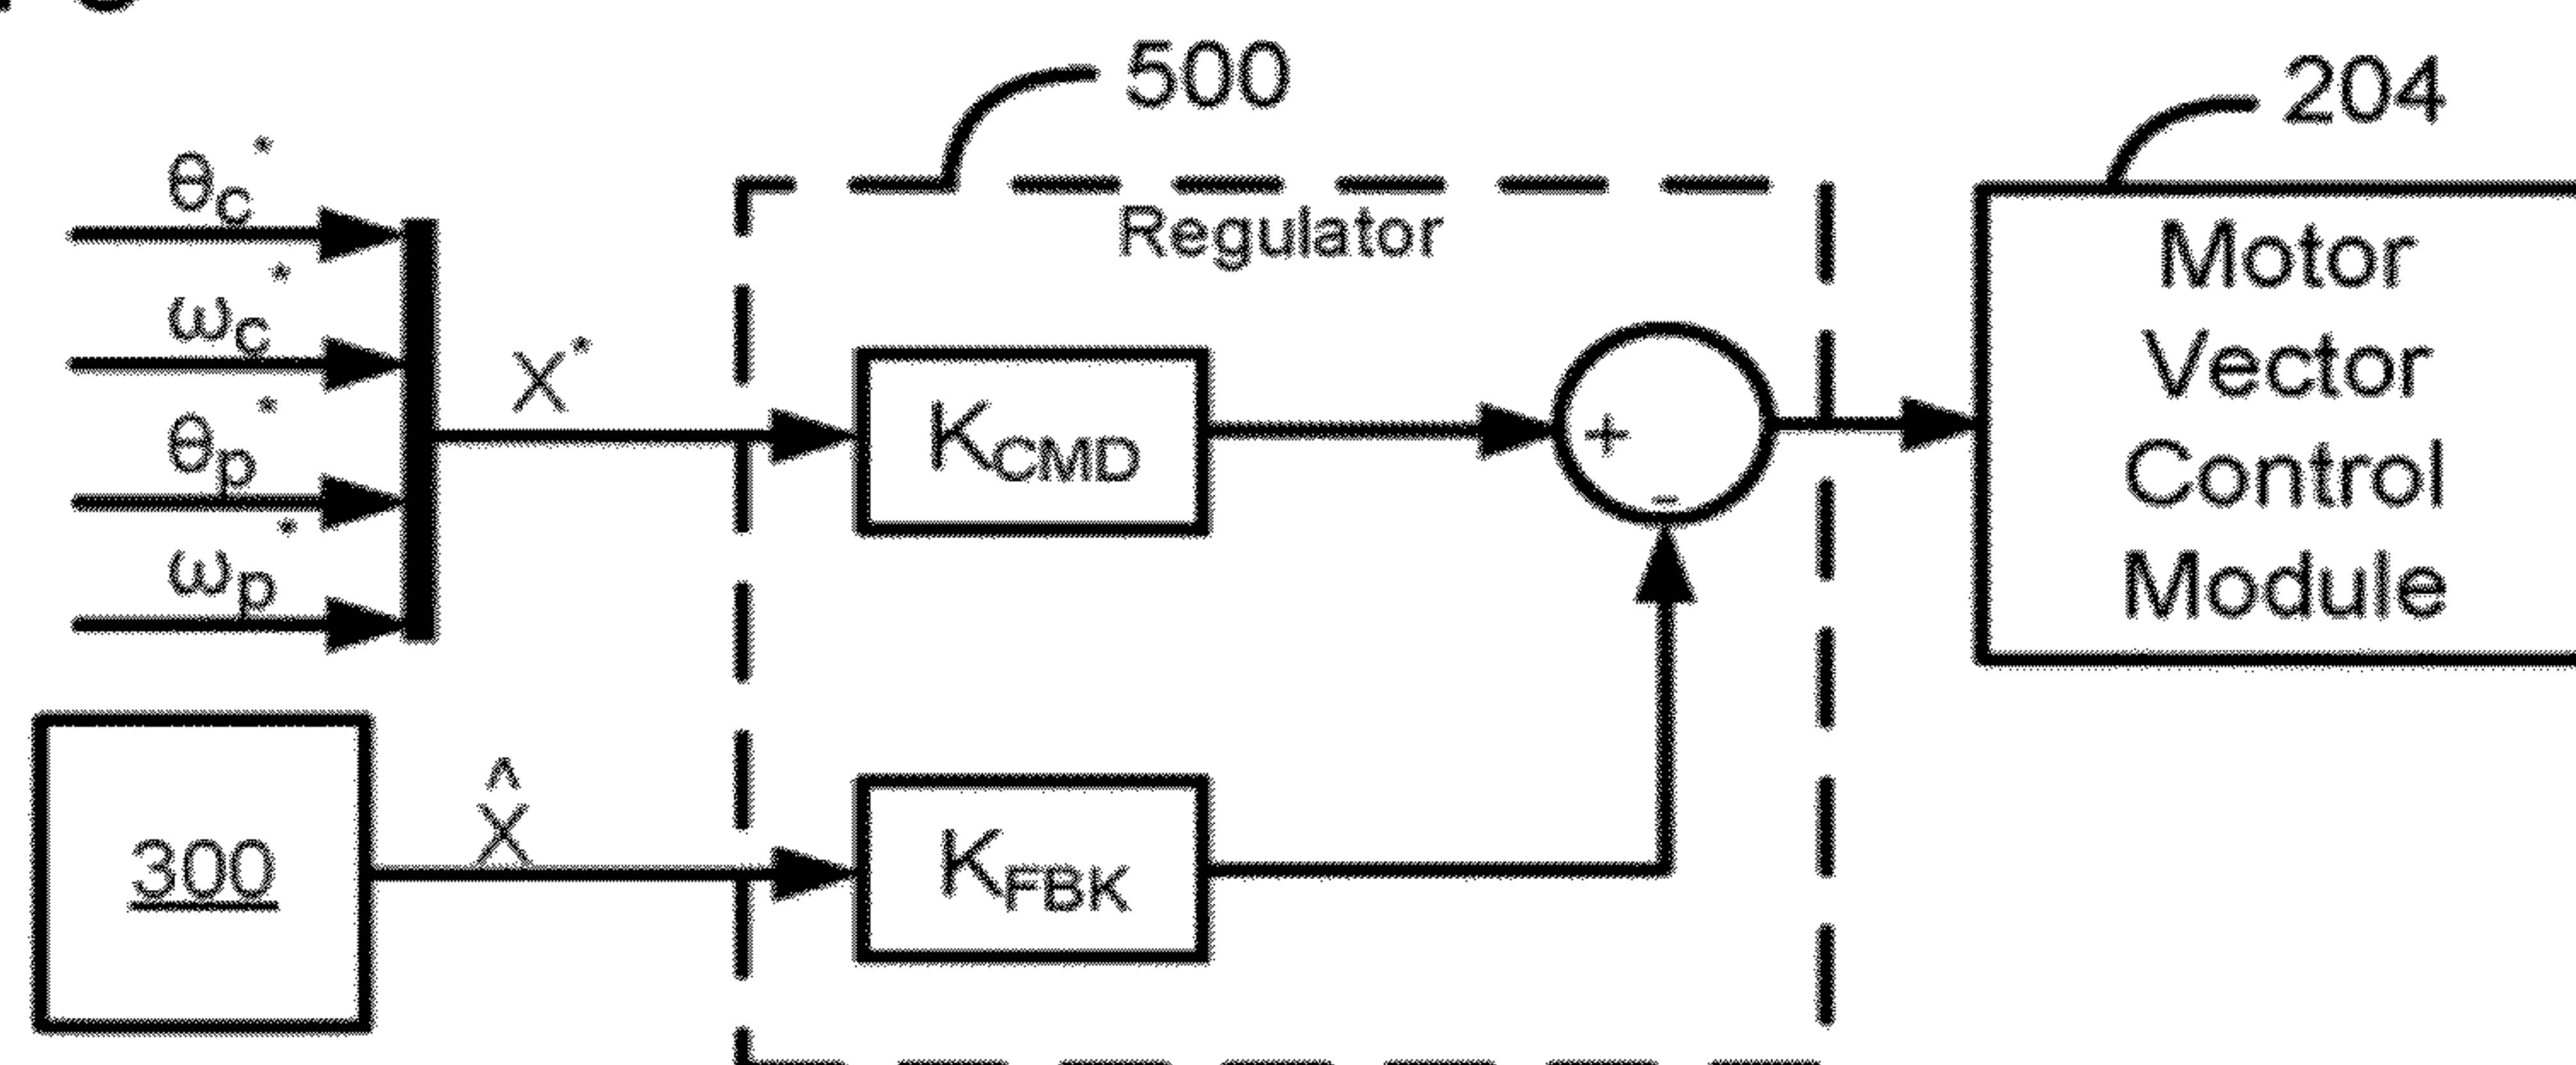 500
204
θc*
Regulator
Motor
ωc*
Vector
X*
KCMD
θp*
+
Control
-
ωp*
Module
X̂
300
KFBK